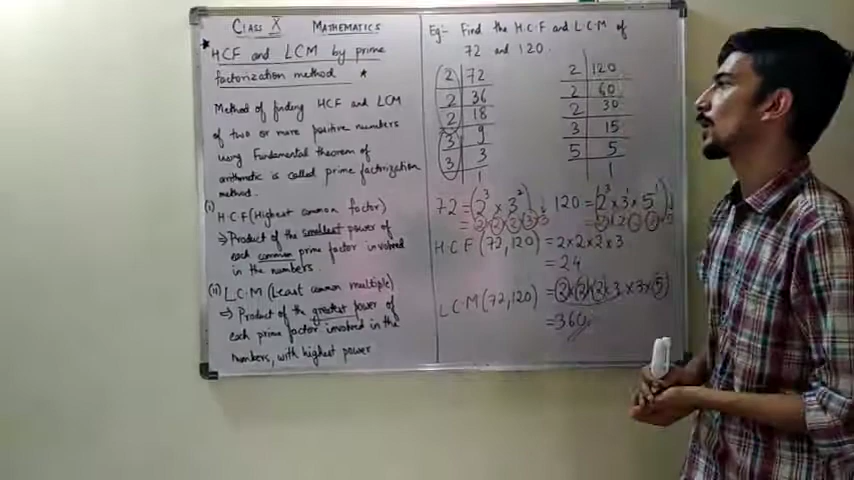 Class X Mathematics
* HCF and LCM by prime
factorization method *
Method of finding HCF and LCM
of two or more positive numbers
using Fundamental theorem of
arithmetic is called prime factorization
method.
(i) H.C.F (Highest common factor)
⇒ Product of the smallest power of
each common prime factor involved
in the numbers.
(ii) L.C.M (Least common multiple)
⇒ Product of the greatest power of
each prime factor involved in the
numbers, with highest power
Eg:- Find the H.C.F and L.C.M of
72 and 120.
2 | 72
2 | 36
2 | 18
3 | 9
3 | 3
1
2 | 120
2 | 60
2 | 30
3 | 15
5 | 5
1
72 = 2³ × 3²
= 2×2×2×3×3
120 = 2³ × 3¹ × 5¹
H.C.F (72, 120) = 2×2×2×3
= 24
L.C.M (72, 120) = 2×2×2×3×3×5
= 360